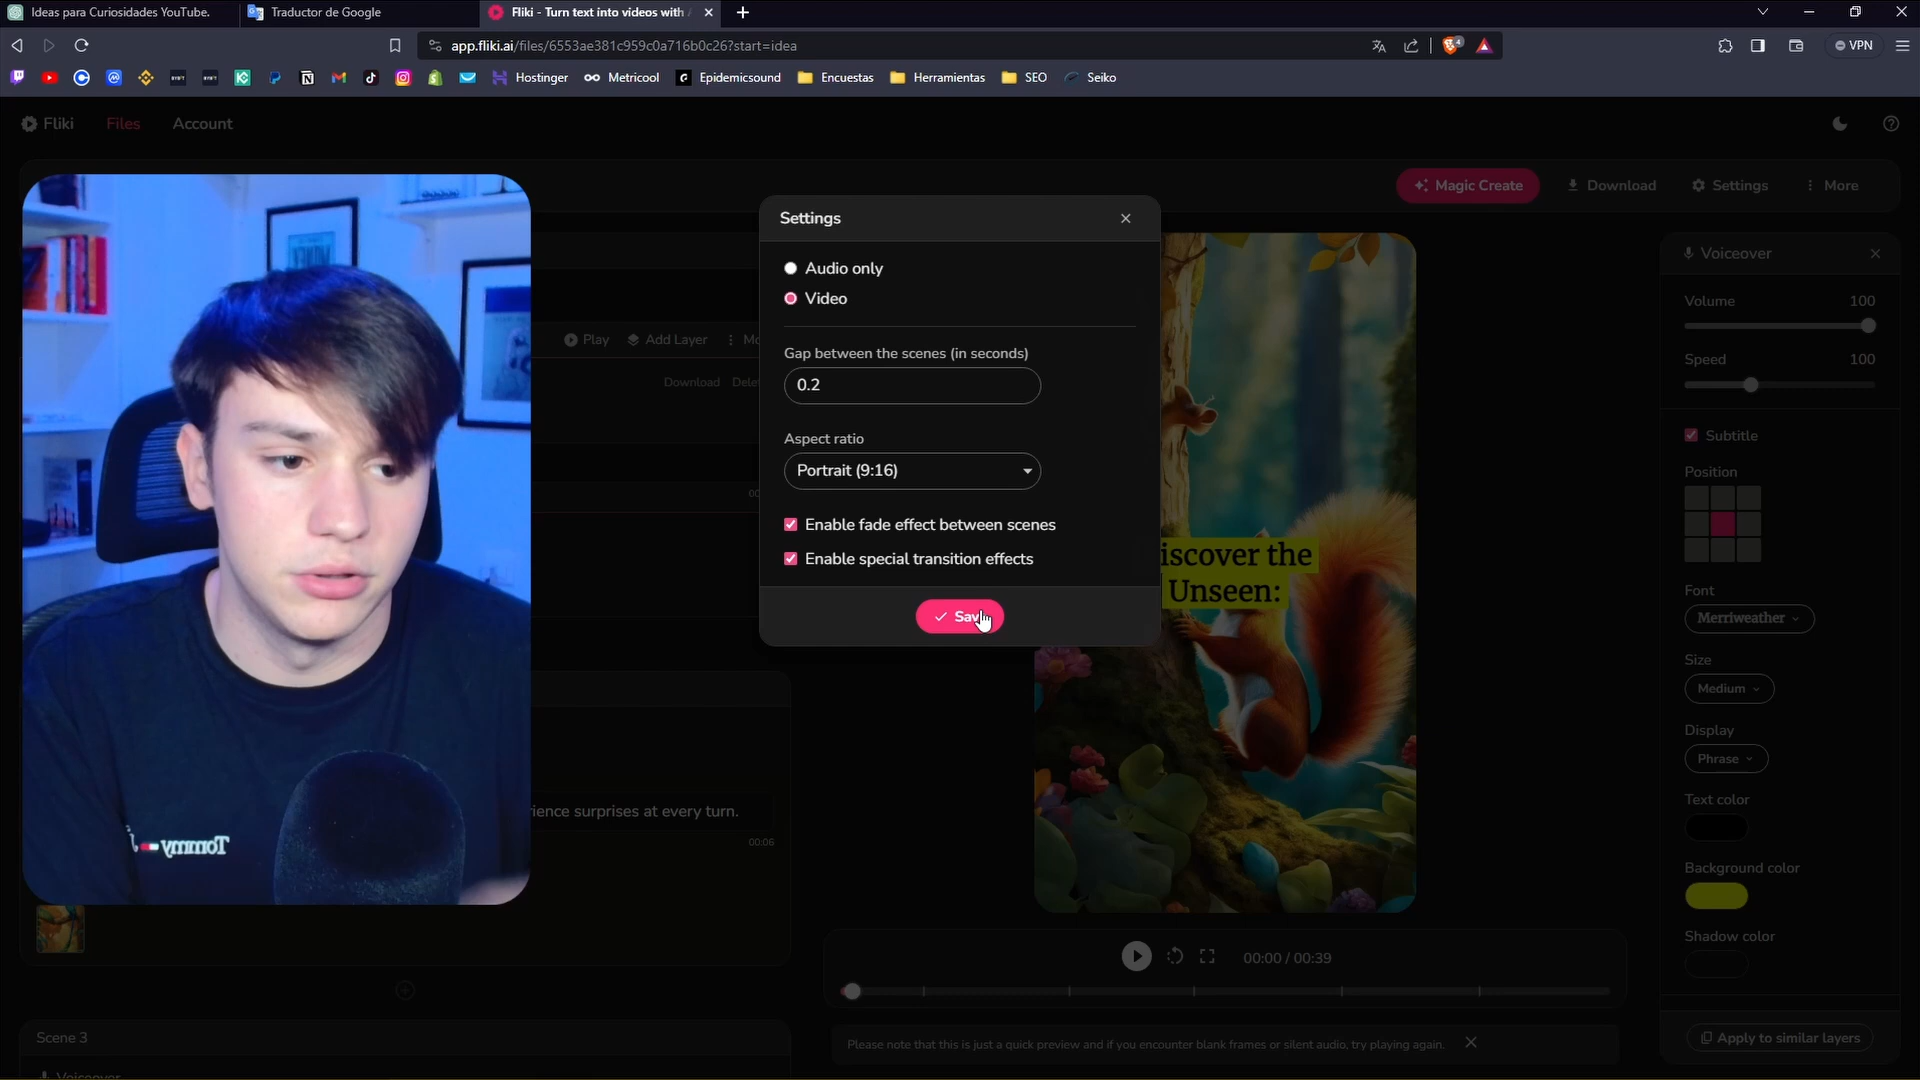 Ideas para Curiosidades YouTube.
Traductor de Google
Fliki - Turn text into videos with
app.fliki.ai/files/6553ae381c959c0a716b0c26?start=idea
VPN
Hostinger
Metricool
Epidemicsound
Encuestas
Herramientas
SEO
Seiko
Fliki
Files
Account
Magic Create
Download
Settings
More
Settings
Audio only
Video
Gap between the scenes (in seconds)
0.2
Aspect ratio
Portrait (9:16)
Enable fade effect between scenes
Enable special transition effects
Play
Add Layer
Download
rience surprises at every turn.
00:06
Scene 3
Voiceover
iscover the
Unseen:
00:00 / 00:39
Please note that this is just a quick preview and if you encounter blank frames or silent audio, try playing again.
Voiceover
Volume
100
Speed
100
Subtitle
Position
Font
Merriweather
Size
Medium
Display
Phrase
Text color
Background color
Shadow color
Apply to similar layers